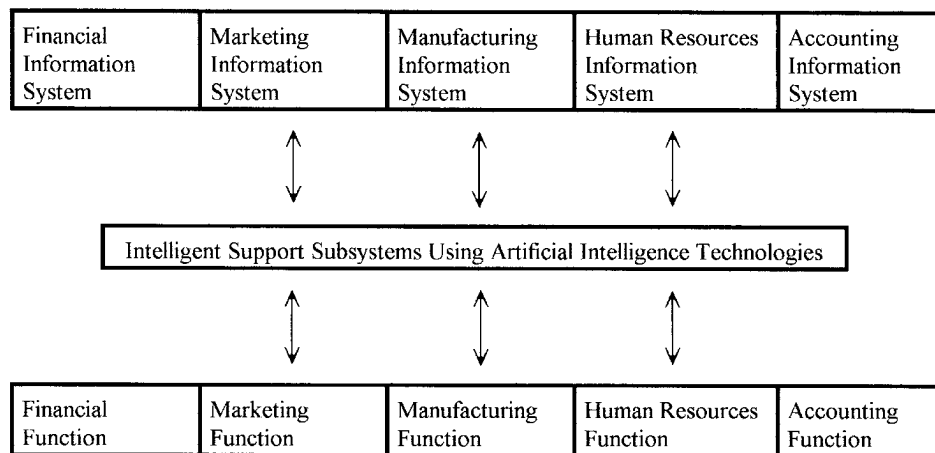 Financial
Information
System
Marketing
Information
System
Manufacturing
Information
System
Human Resources
Information
System
Accounting
Information
System
Intelligent Support Subsystems Using Artificial Intelligence Technologies
Financial
Function
Marketing
Function
Manufacturing
Function
Human Resources
Function
Accounting
Function